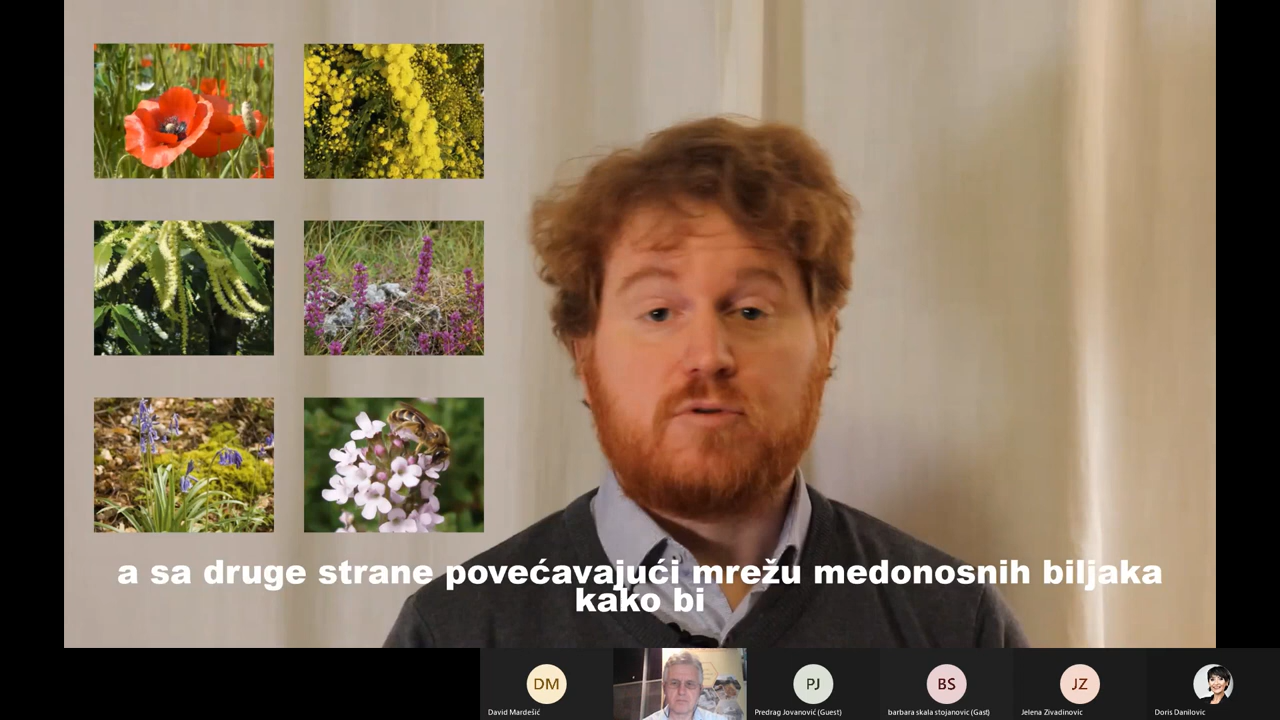 a sa druge strane povećavajući mrežu medonosnih biljaka
kako bi
DM
PJ
BS
JZ
David Mardešić
Predrag Jovanović (Guest)
barbara skala stojanovic (Gast)
Jelena Zivadinovic
Doris Danilovic